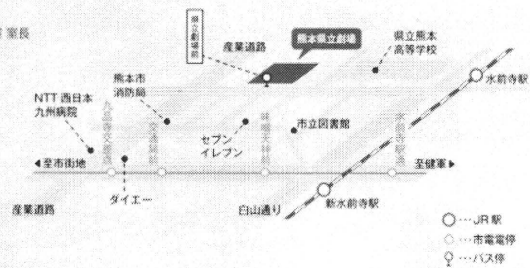 室長
県立劇場前
産業道路
熊本県立劇場
県立熊本
高等学校
水前寺駅
熊本市
消防局
NTT 西日本
九州病院
セブン
イレブン
市立図書館
◀至市街地
至健軍▶
ダイエー
産業道路
白山通り
新水前寺駅
…JR駅
…市電電停
…バス停